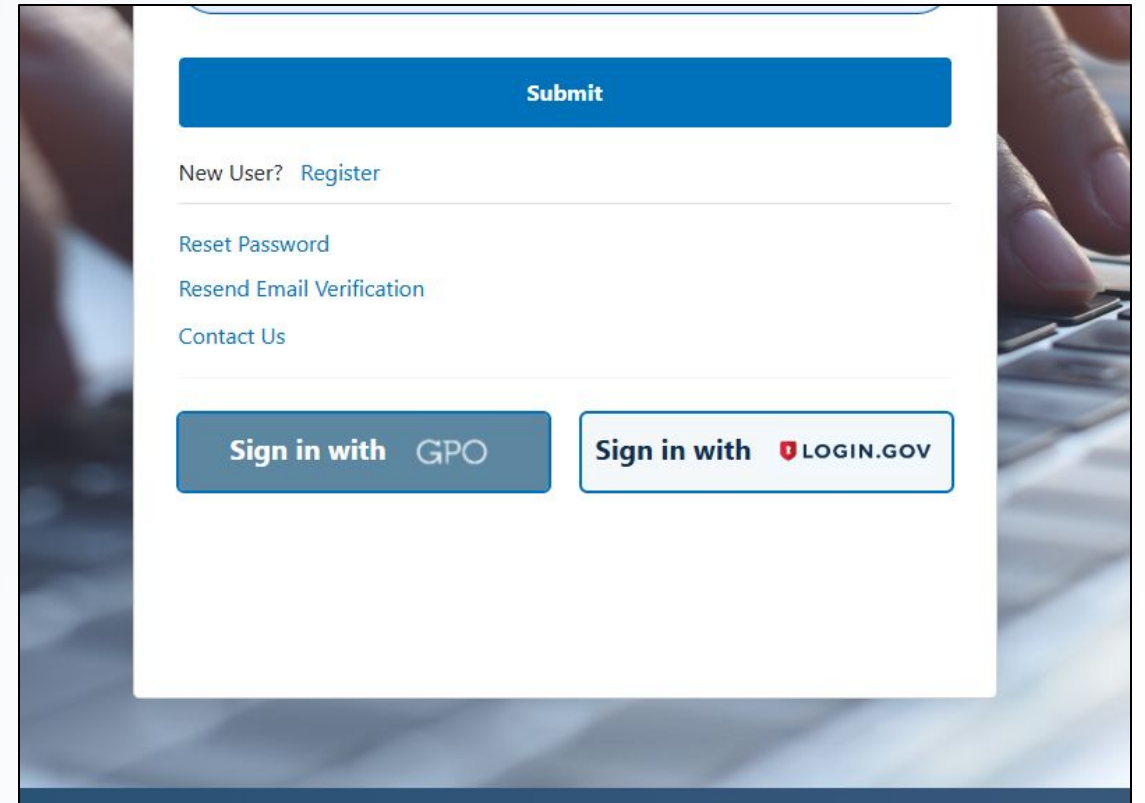 Submit
New User? Register
Reset Password
Resend Email Verification
Contact Us
Sign in with GPO
Sign in with LOGIN.GOV